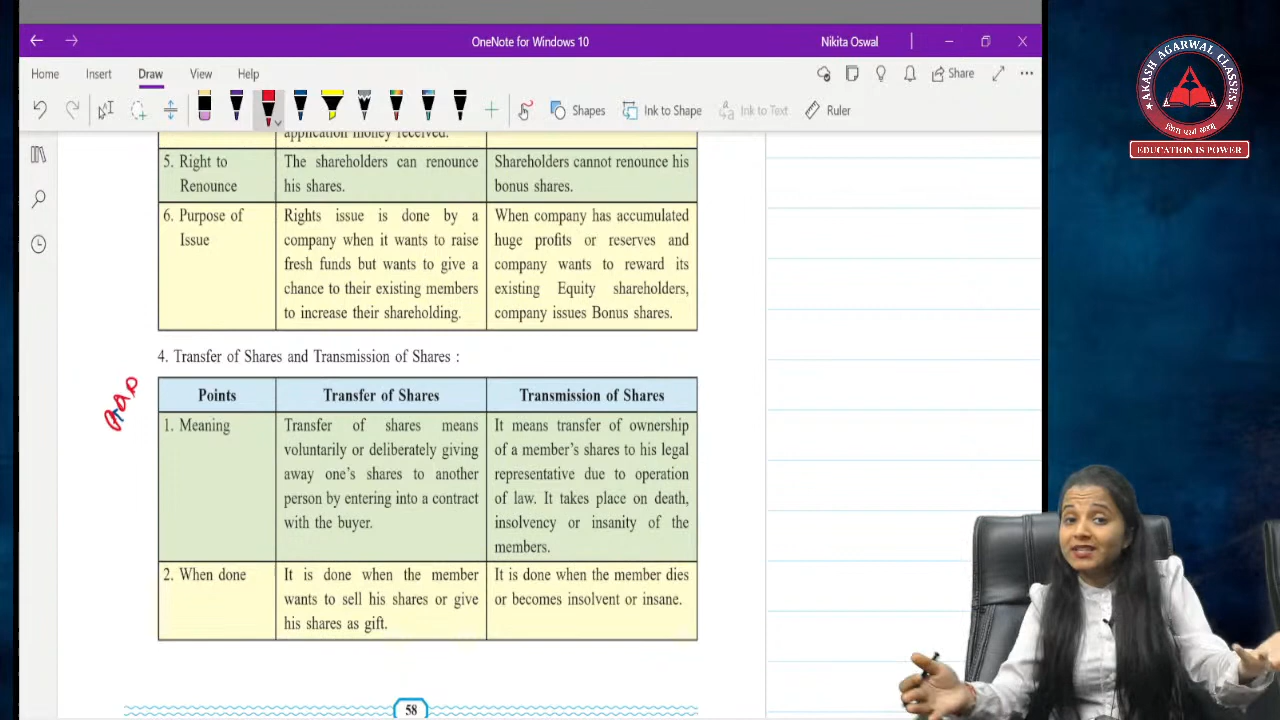 OneNote for Windows 10
Nikita Oswal
Home Insert Draw View Help
Share
Shapes
Ink to Shape
Ink to Text
Ruler
AKASH AGARWAL CLASSES
EDUCATION IS POWER
application money received.
5. Right to
Renounce
The shareholders can renounce
his shares.
Shareholders cannot renounce his
bonus shares.
6. Purpose of
Issue
Rights issue is done by a
company when it wants to raise
fresh funds but wants to give a
chance to their existing members
to increase their shareholding.
When company has accumulated
huge profits or reserves and
company wants to reward its
existing Equity shareholders,
company issues Bonus shares.
4. Transfer of Shares and Transmission of Shares :
Points
Transfer of Shares
Transmission of Shares
1. Meaning
Transfer of shares means
voluntarily or deliberately giving
away one's shares to another
person by entering into a contract
with the buyer.
It means transfer of ownership
of a member's shares to his legal
representative due to operation
of law. It takes place on death,
insolvency or insanity of the
members.
2. When done
It is done when the member
wants to sell his shares or give
his shares as gift.
It is done when the member dies
or becomes insolvent or insane.
58